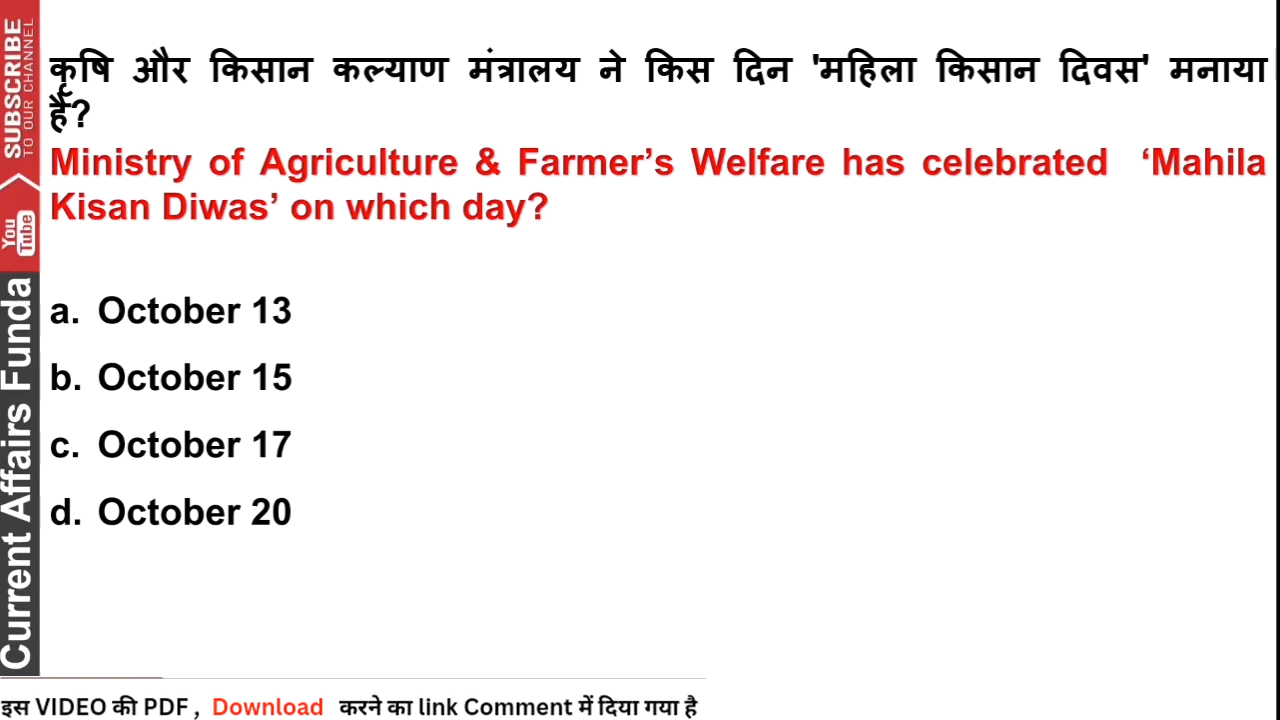 SUBSCRIBE
TO OUR CHANNEL
You Tube
Current Affairs Funda
कृषि और किसान कल्याण मंत्रालय ने किस दिन 'महिला किसान दिवस' मनाया
है?
Ministry of Agriculture & Farmer’s Welfare has celebrated ‘Mahila
Kisan Diwas’ on which day?
a. October 13
b. October 15
c. October 17
d. October 20
इस VIDEO की PDF , Download करने का link Comment में दिया गया है